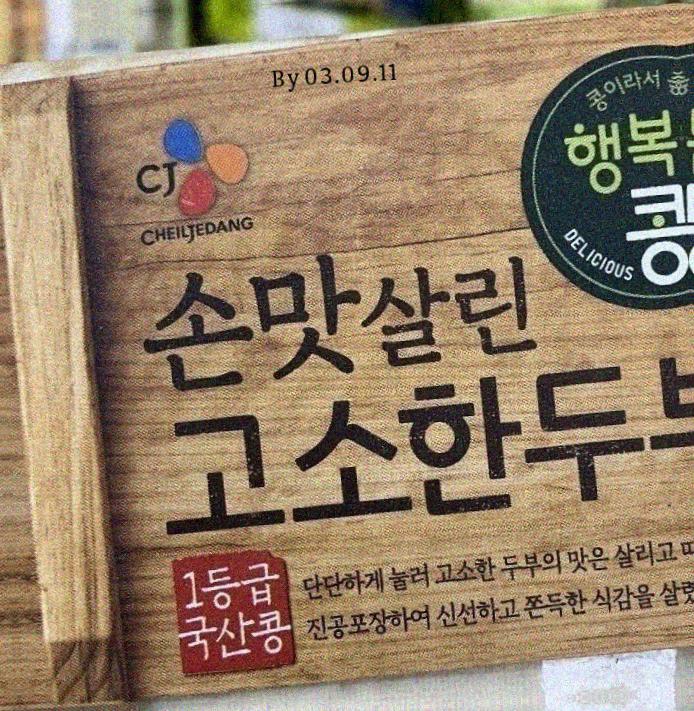 By 03.09.11
콩이라서
행복
콩
DELICIOUS
CJ
CHEILJEDANG
손맛살린
고소한두부
1등급
국산콩
단단하게 눌러 고소한 두부의 맛은 살리고
진공포장하여 신선하고 쫀득한 식감을